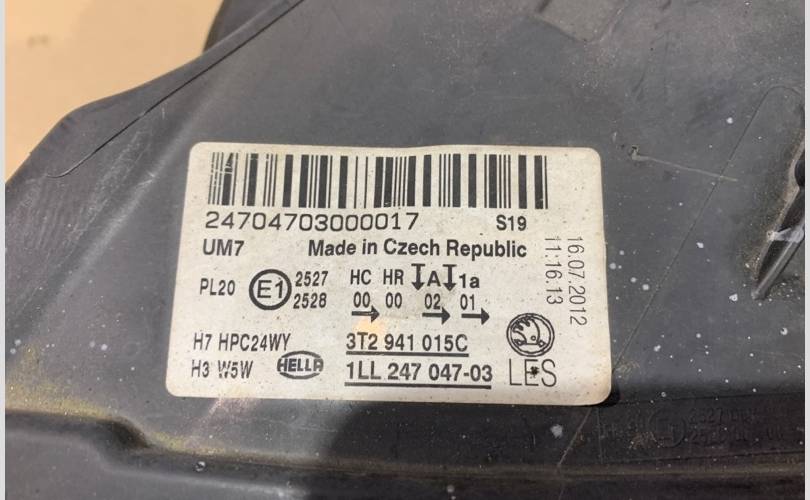 24704703000017 S19
UM7 Made in Czech Republic
16.07.2012
11:16.13
PL20 E1 2527 2528
HC HR A 1a
00 00 02 01
H7 HPC24WY 3T2 941 015C
H3 W5W HELLA 1LL 247 047-03 LES